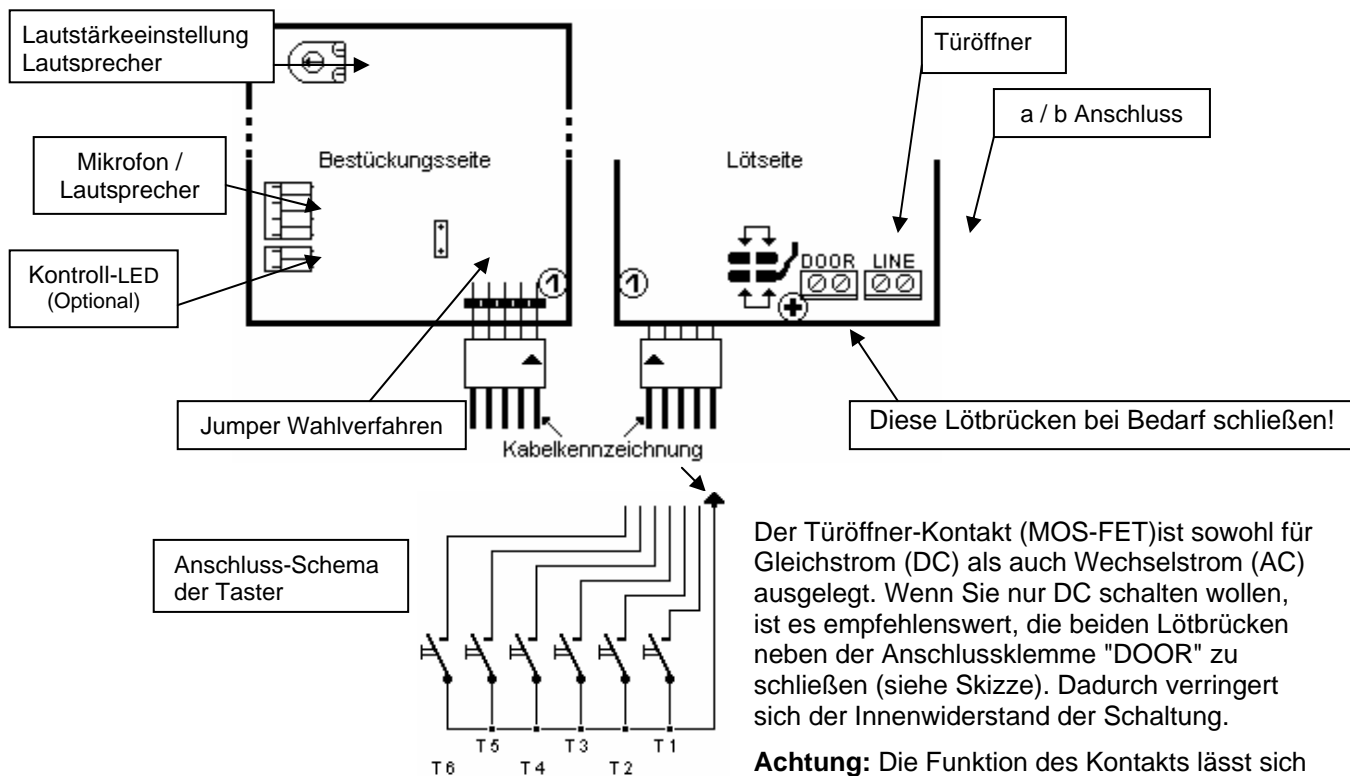 Lautstärkeeinstellung
Lautsprecher
Türöffner
a / b Anschluss
Mikrofon /
Lautsprecher
Bestückungsseite
Lötseite
Kontroll-LED
(Optional)
DOOR LINE
1
1
Jumper Wahlverfahren
Diese Lötbrücken bei Bedarf schließen!
Kabelkennzeichnung
Anschluss-Schema
der Taster
T6 T5 T4 T3 T2 T1
Der Türöffner-Kontakt (MOS-FET)ist sowohl für
Gleichstrom (DC) als auch Wechselstrom (AC)
ausgelegt. Wenn Sie nur DC schalten wollen,
ist es empfehlenswert, die beiden Lötbrücken
neben der Anschlussklemme "DOOR" zu
schließen (siehe Skizze). Dadurch verringert
sich der Innenwiderstand der Schaltung.
Achtung: Die Funktion des Kontakts lässt sich